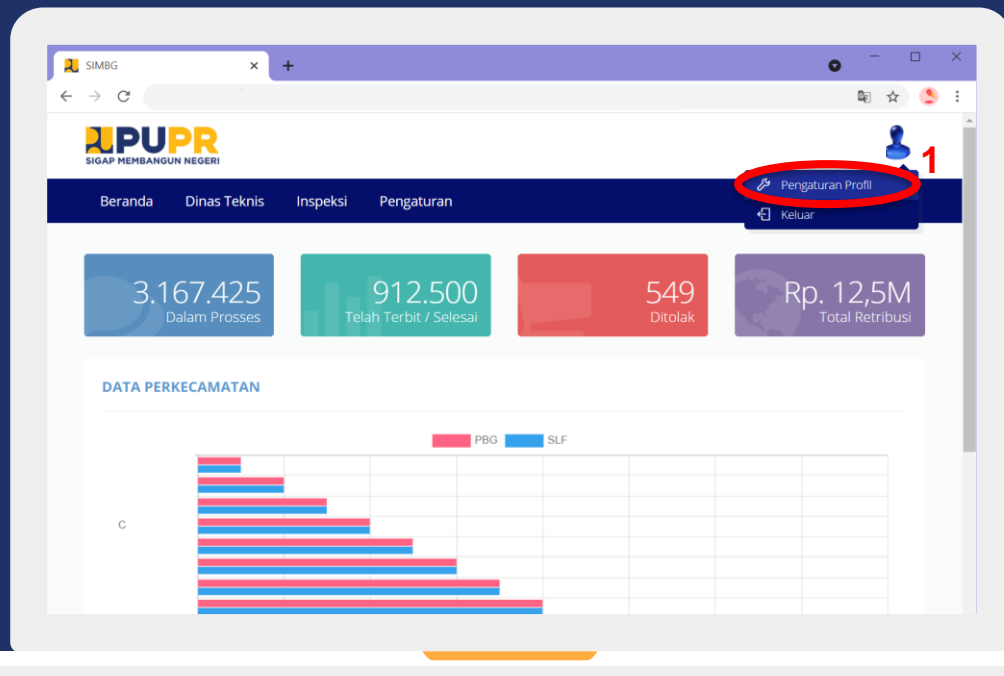 SIMBG
PUPR
SIGAP MEMBANGUN NEGERI
1
Pengaturan Profil
Keluar
Beranda Dinas Teknis Inspeksi Pengaturan
3.167.425
Dalam Prosses
912.500
Telah Terbit / Selesai
549
Ditolak
Rp. 12,5M
Total Retribusi
DATA PERKECAMATAN
PBG SLF
C